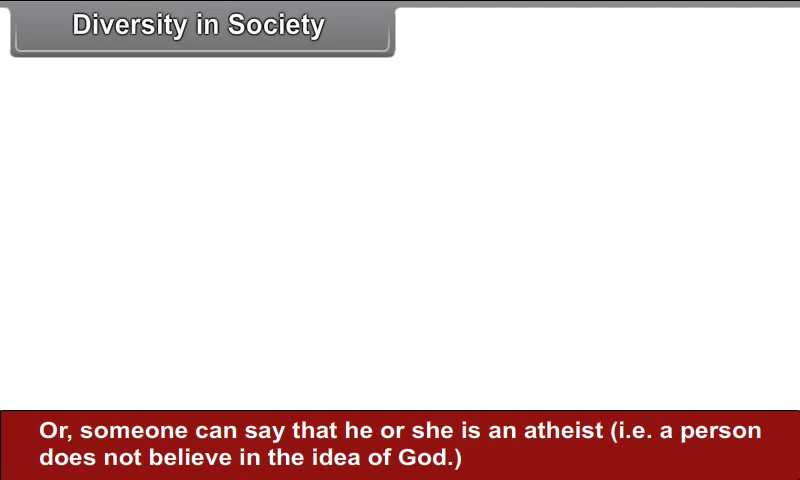 Diversity in Society
Or, someone can say that he or she is an atheist (i.e. a person
does not believe in the idea of God.)